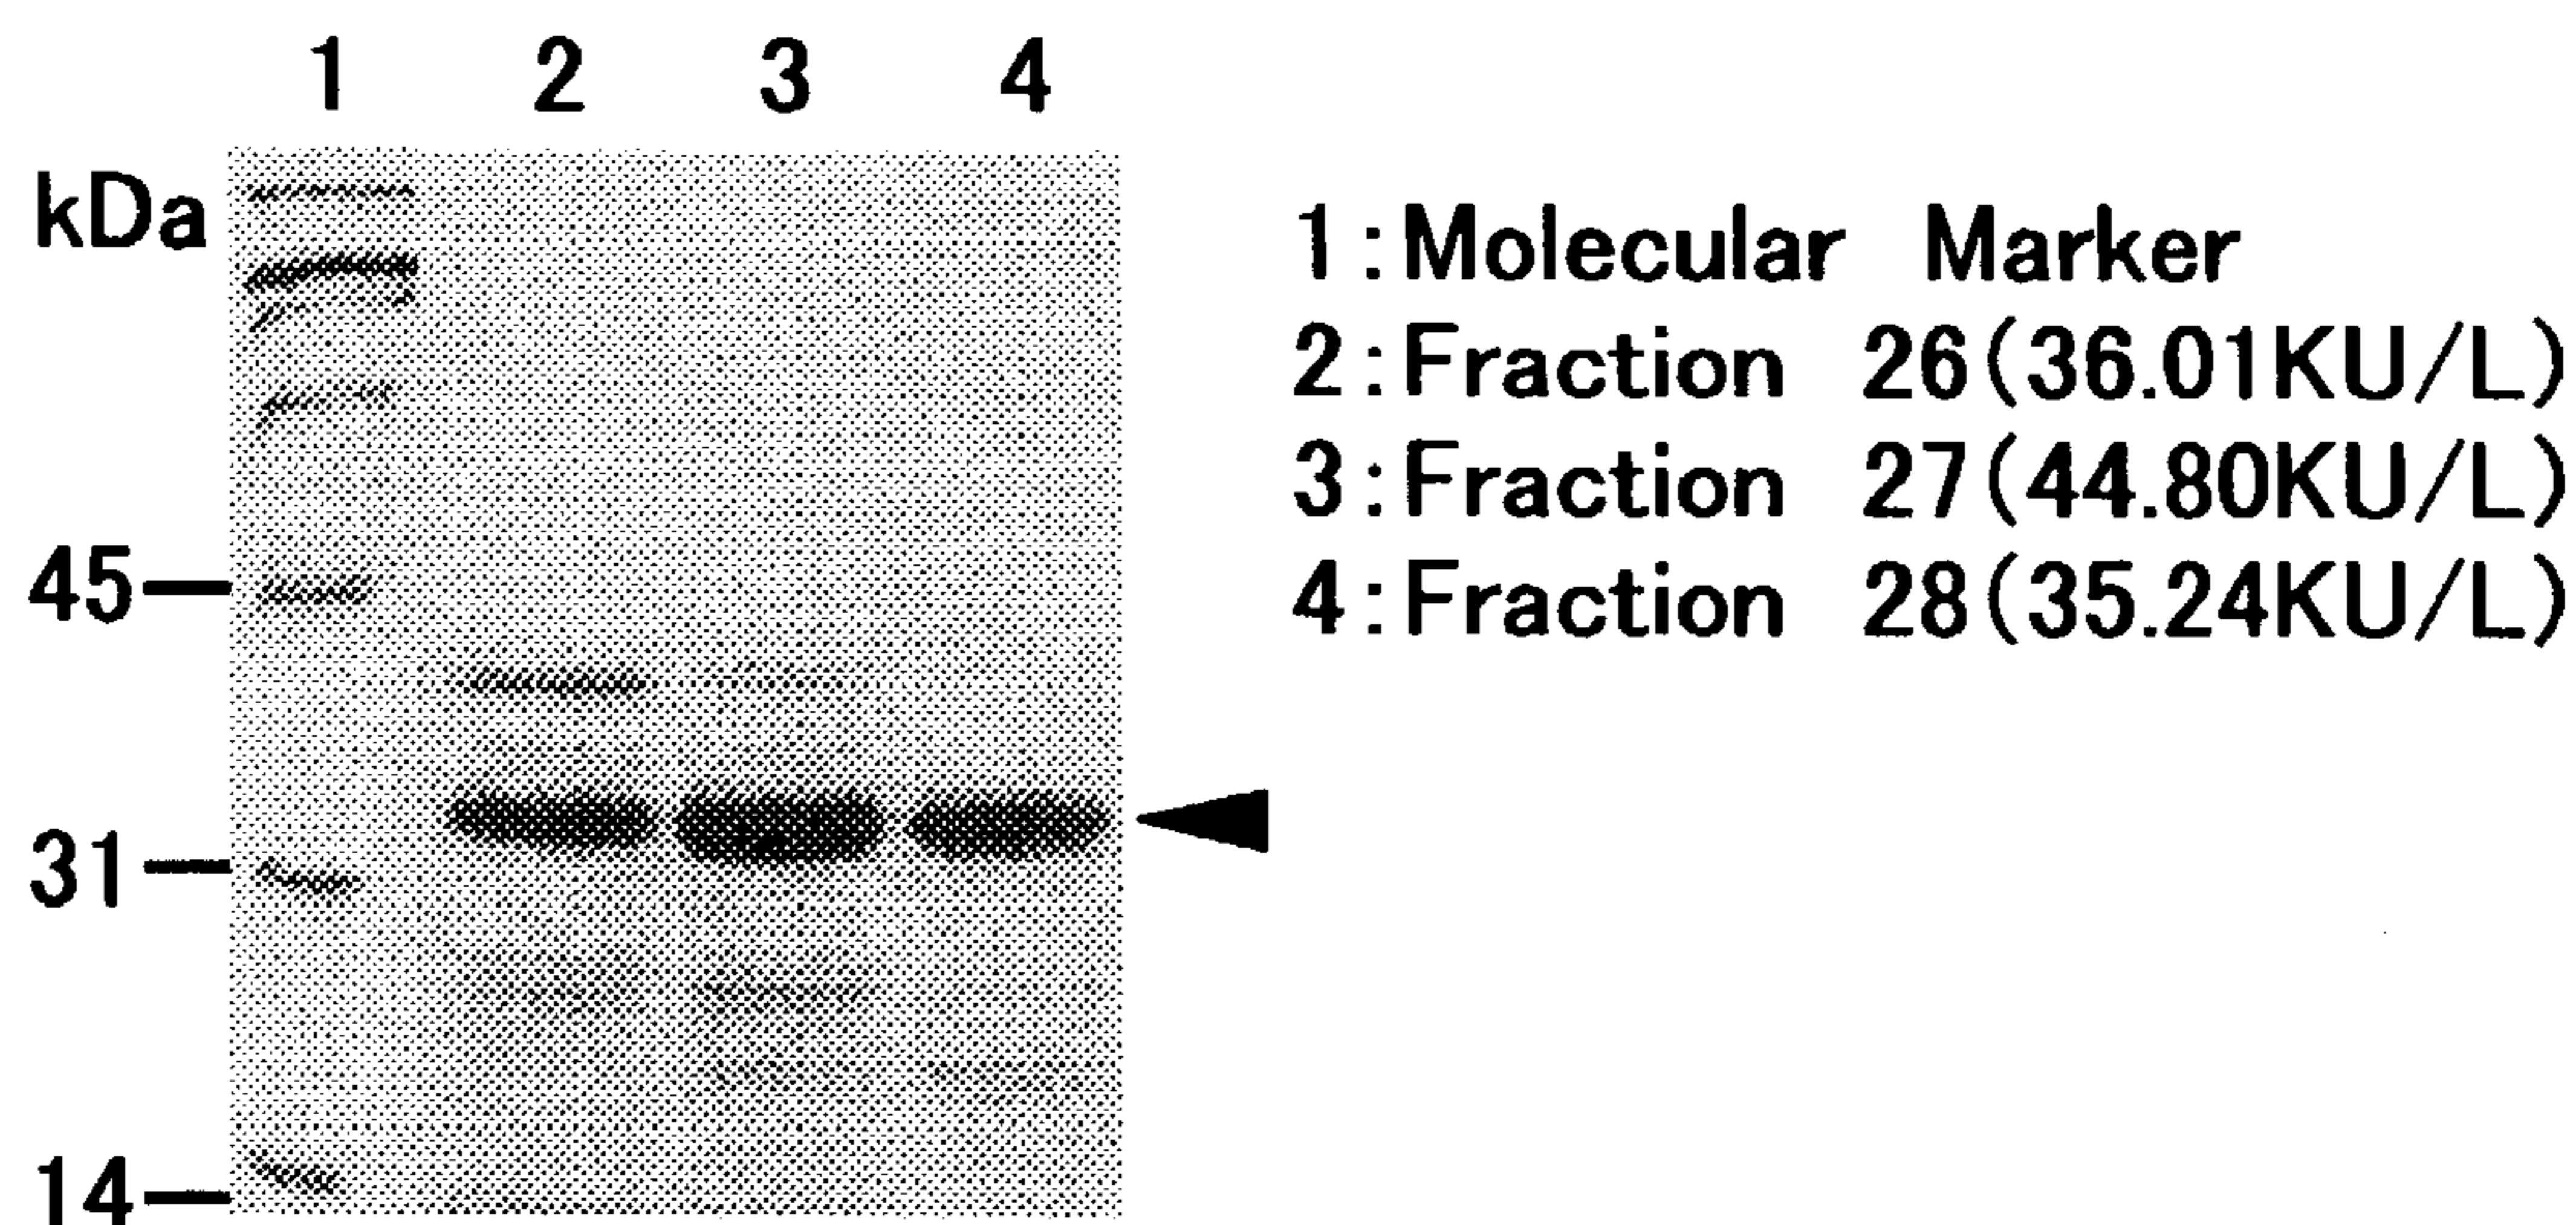 1 2 3 4
kDa
45
31
14
1:Molecular Marker
2:Fraction 26(36.01KU/L)
3:Fraction 27(44.80KU/L)
4:Fraction 28(35.24KU/L)